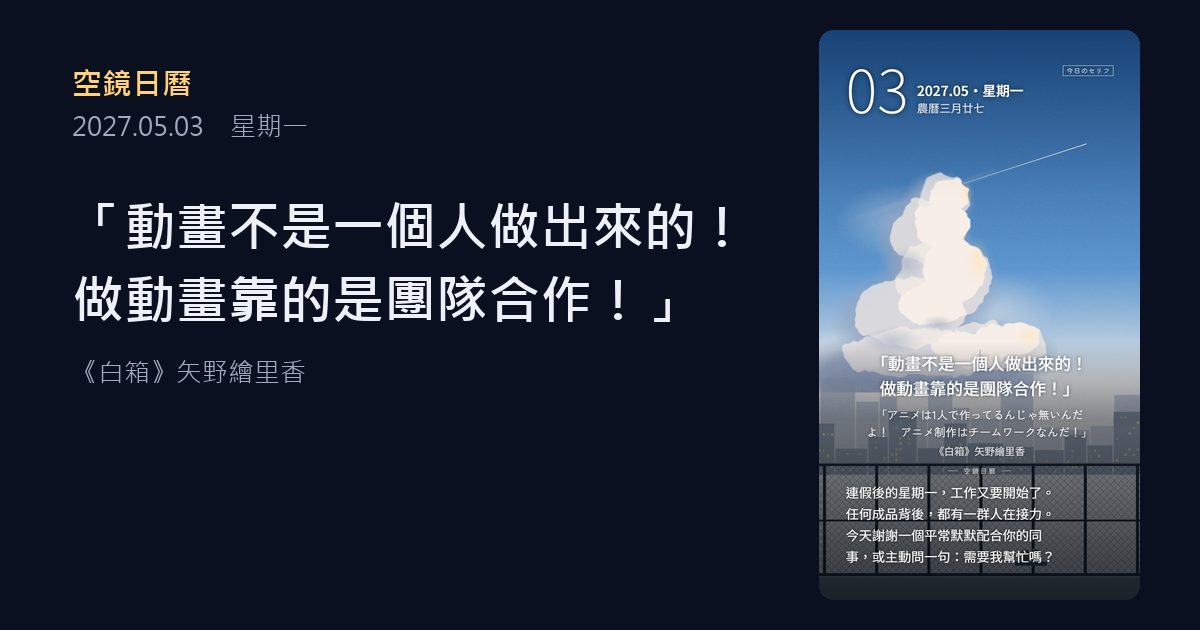 空鏡日曆
2027.05.03　星期一
「動畫不是一個人做出來的！
做動畫靠的是團隊合作！」
《白箱》矢野繪里香
03
2027.05・星期一
農曆三月廿七
今日のセリフ
「動畫不是一個人做出來的！
做動畫靠的是團隊合作！」
「アニメは1人で作ってるんじゃ無いんだ
よ！　アニメ制作はチームワークなんだ！」
《白箱》矢野繪里香
— 空鏡日曆 —
連假後的星期一，工作又要開始了。
任何成品背後，都有一群人在接力。
今天謝謝一個平常默默配合你的同
事，或主動問一句：需要我幫忙嗎？